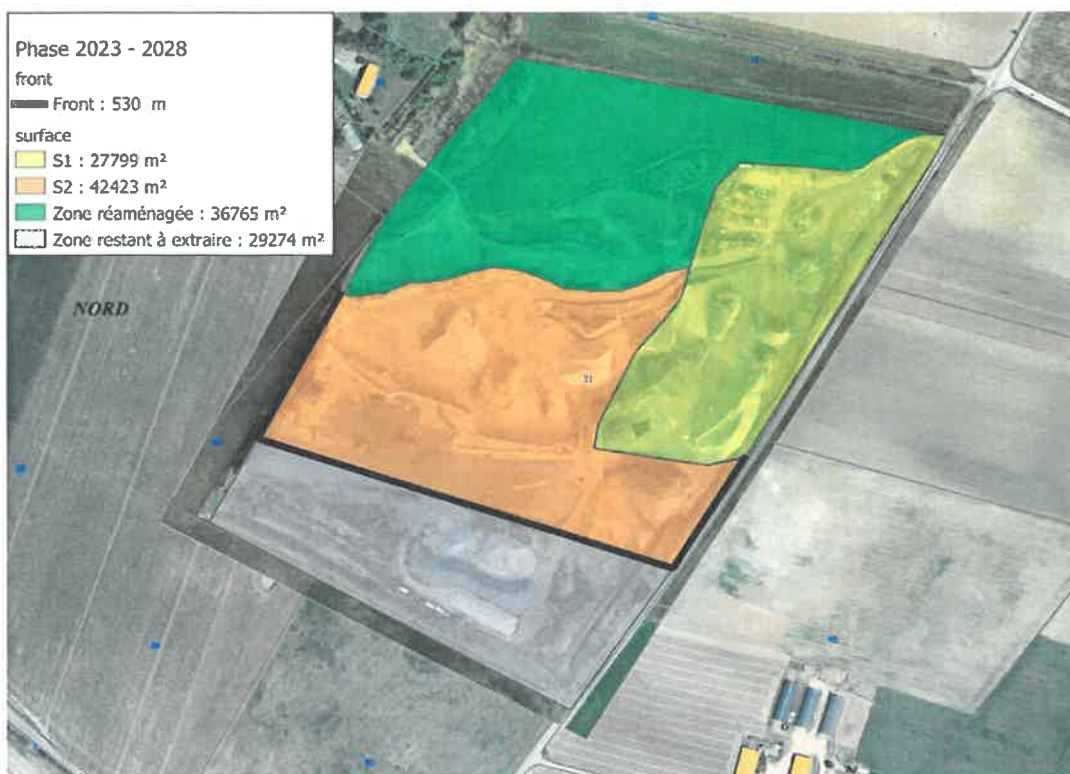 Phase 2023 - 2028
front
Front : 530 m
surface
S1 : 27799 m²
S2 : 42423 m²
Zone réaménagée : 36765 m²
Zone restant à extraire : 29274 m²
NORD